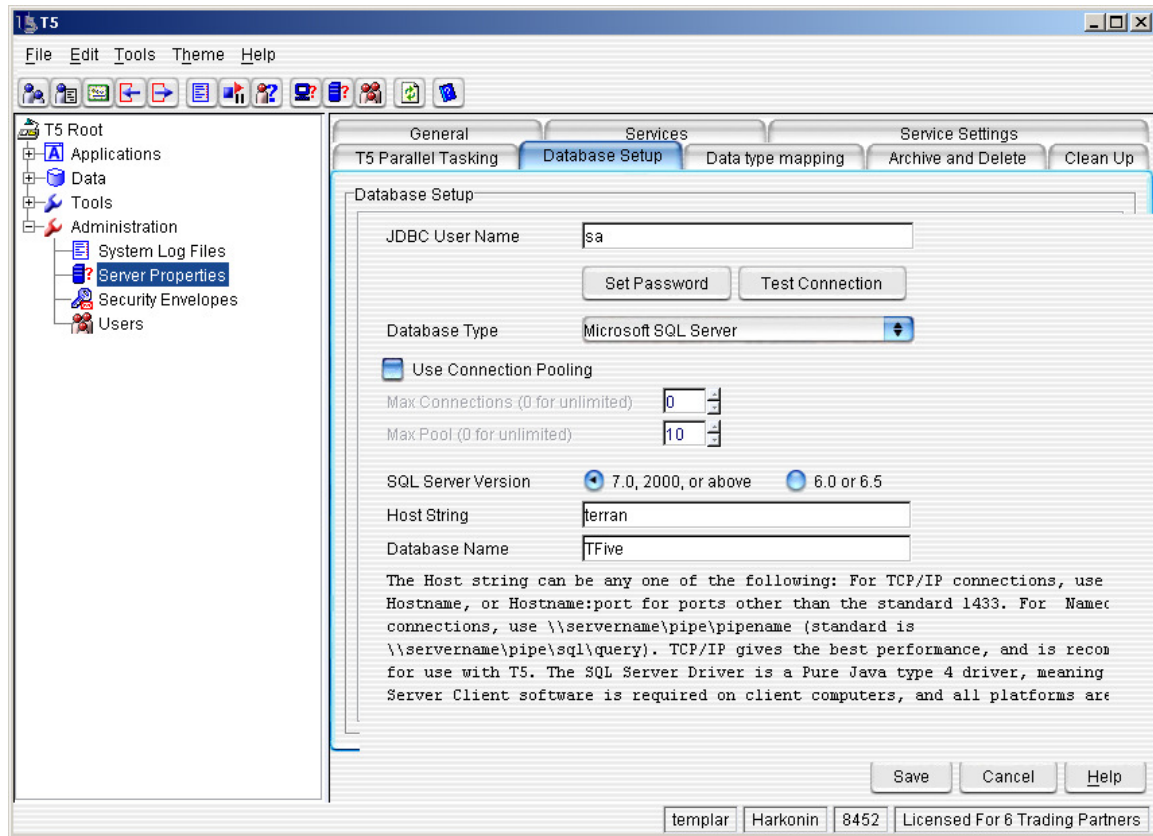 T5
File Edit Tools Theme Help
T5 Root
Applications
Data
Tools
Administration
System Log Files
Server Properties
Security Envelopes
Users
General Services Service Settings
T5 Parallel Tasking Database Setup Data type mapping Archive and Delete Clean Up
Database Setup
JDBC User Name sa
Set Password Test Connection
Database Type Microsoft SQL Server
Use Connection Pooling
Max Connections (0 for unlimited) 0
Max Pool (0 for unlimited) 10
SQL Server Version 7.0, 2000, or above 6.0 or 6.5
Host String terran
Database Name TFive
The Host string can be any one of the following: For TCP/IP connections, use
Hostname, or Hostname:port for ports other than the standard 1433. For
connections, use \\servername\pipe\pipename (standard is
\\servername\pipe\sql\query). TCP/IP gives the best performance, and is
for use with T5. The SQL Server Driver is a Pure Java type 4 driver, meaning
Server Client software is required on client computers, and all platforms are
Save Cancel Help
templar Harkonin 8452 Licensed For 6 Trading Partners